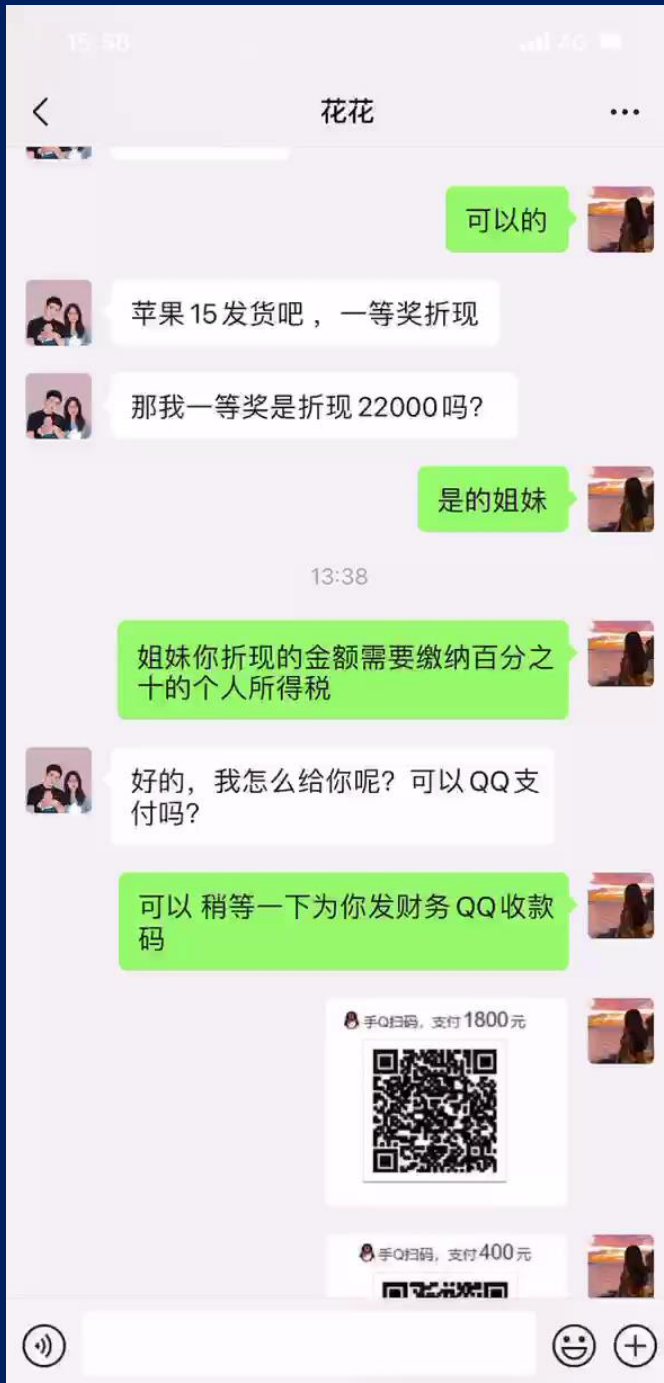 15:58
4G
花花
可以的
苹果15发货吧，一等奖折现
那我一等奖是折现22000吗？
是的姐妹
13:38
姐妹你折现的金额需要缴纳百分之
十的个人所得税
好的，我怎么给你呢？可以QQ支
付吗？
可以 稍等一下为你发财务QQ收款
码
手Q扫码，支付1800元
手Q扫码，支付400元